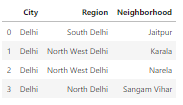 City Region Neighborhood
0 Delhi South Delhi Jaitpur
1 Delhi North West Delhi Karala
2 Delhi North West Delhi Narela
3 Delhi North Delhi Sangam Vihar